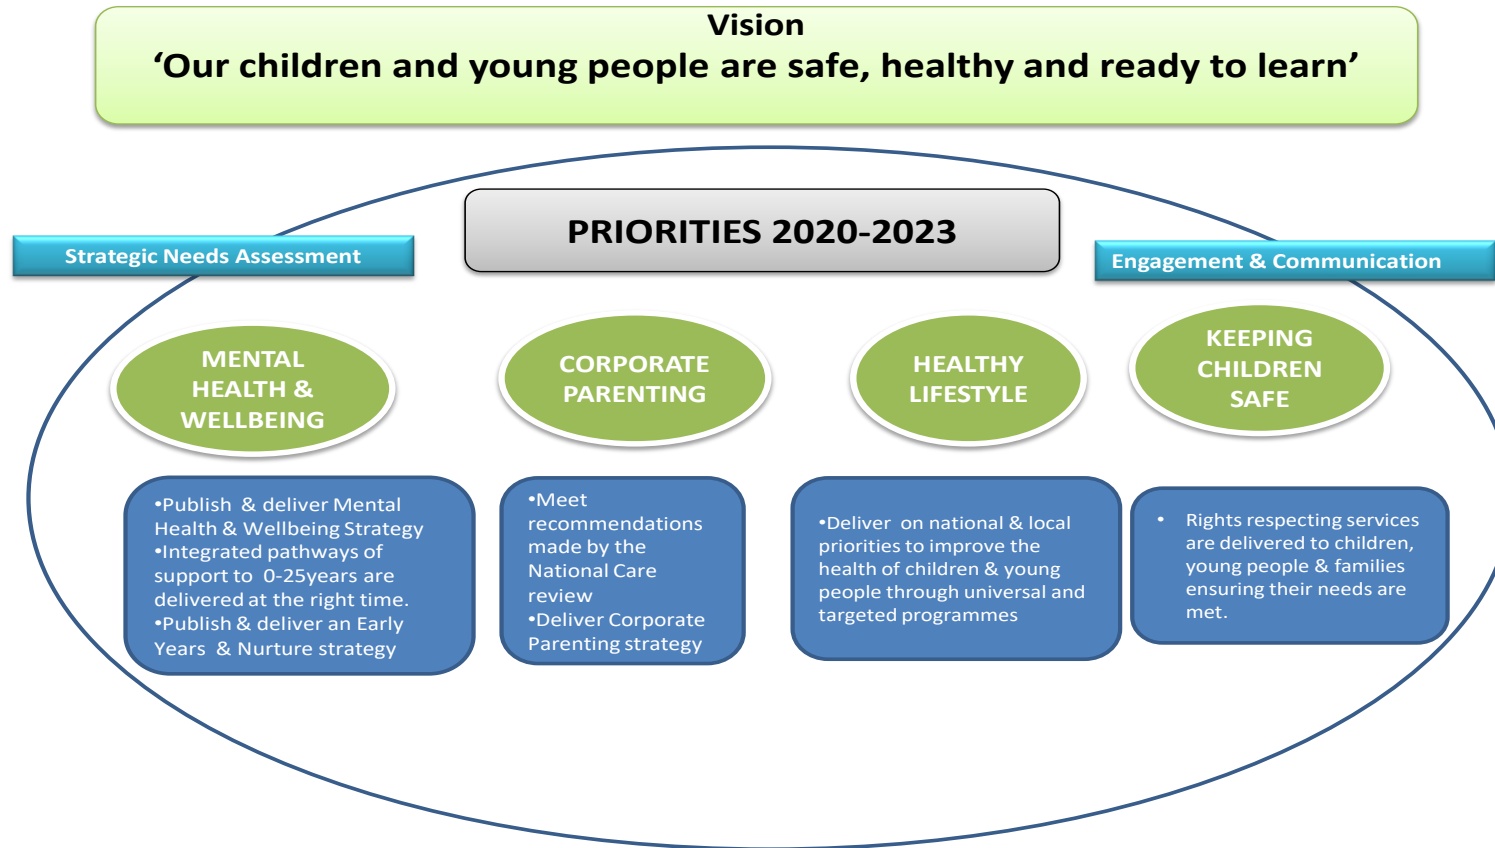 Vision
‘Our children and young people are safe, healthy and ready to learn’
PRIORITIES 2020-2023
Strategic Needs Assessment
Engagement & Communication
MENTAL
HEALTH &
WELLBEING
CORPORATE
PARENTING
HEALTHY
LIFESTYLE
KEEPING
CHILDREN
SAFE
•Publish & deliver Mental
Health & Wellbeing Strategy
•Integrated pathways of
support to 0-25years are
delivered at the right time.
•Publish & deliver an Early
Years & Nurture strategy
•Meet
recommendations
made by the
National Care
review
•Deliver Corporate
Parenting strategy
•Deliver on national & local
priorities to improve the
health of children & young
people through universal and
targeted programmes
• Rights respecting services
are delivered to children,
young people & families
ensuring their needs are
met.